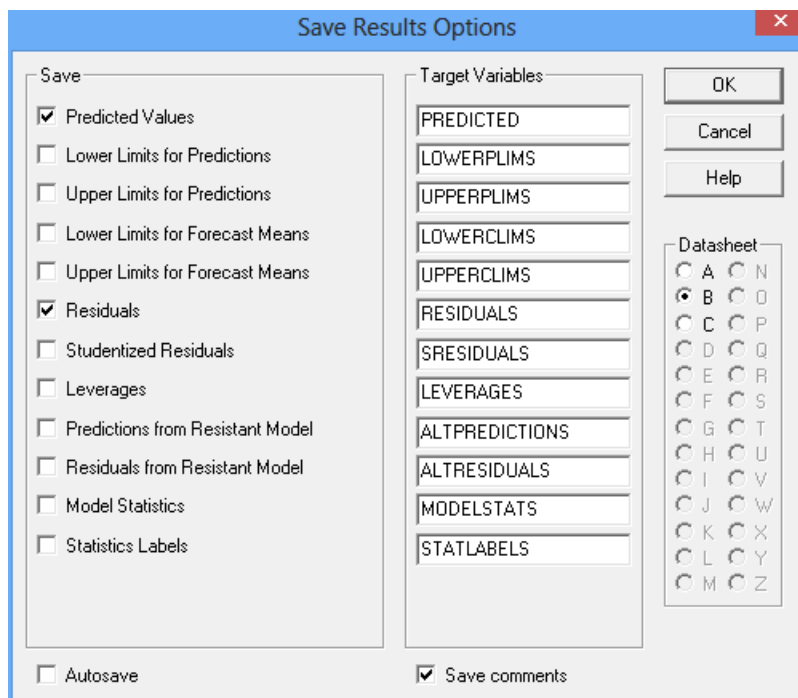 Save Results Options
Save
Predicted Values
Lower Limits for Predictions
Upper Limits for Predictions
Lower Limits for Forecast Means
Upper Limits for Forecast Means
Residuals
Studentized Residuals
Leverages
Predictions from Resistant Model
Residuals from Resistant Model
Model Statistics
Statistics Labels
Autosave
Target Variables
PREDICTED
LOWERPLIMS
UPPERPLIMS
LOWERCLIMS
UPPERCLIMS
RESIDUALS
SRESIDUALS
LEVERAGES
ALTPREDICTIONS
ALTRESIDUALS
MODELSTATS
STATLABELS
Save comments
OK
Cancel
Help
Datasheet
A N
B O
C P
D Q
E R
F S
G T
H U
I V
J W
K X
L Y
M Z